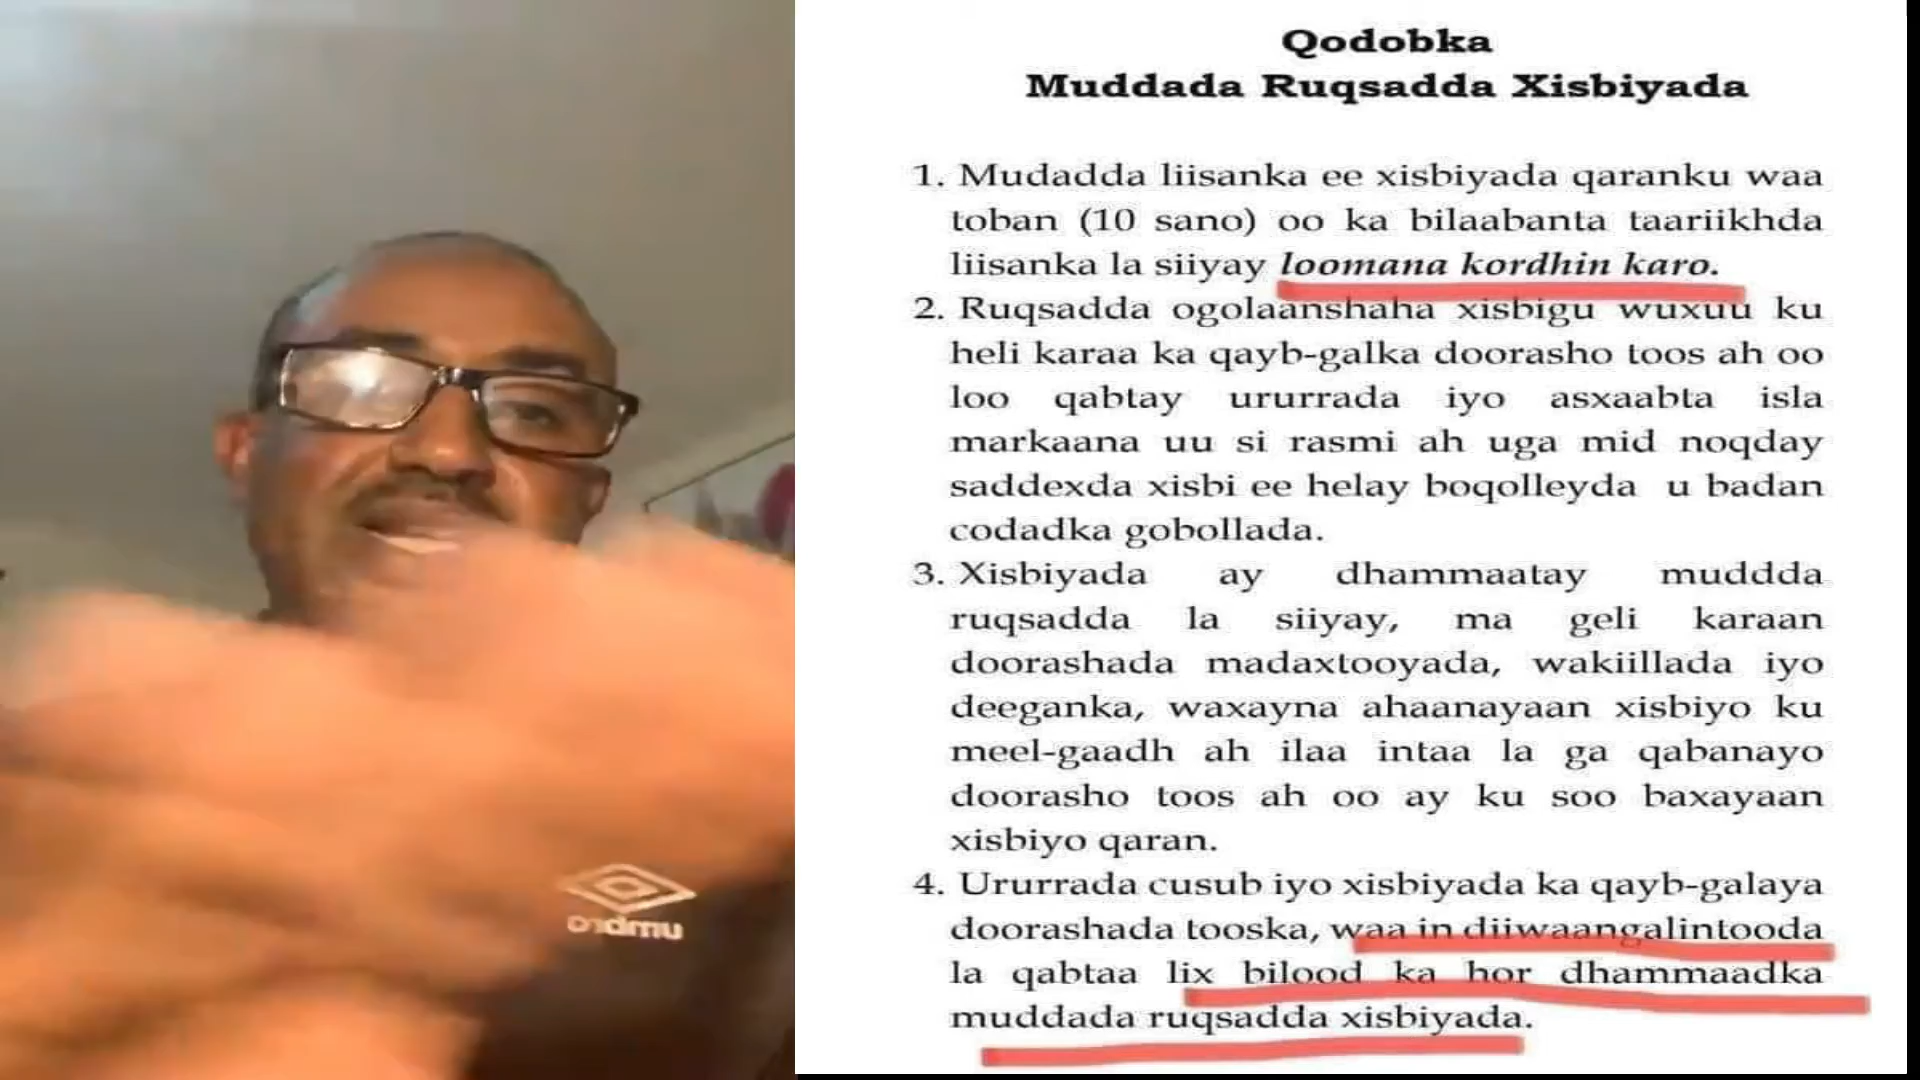 Qodobka
Muddada Ruqsadda Xisbiyada
1. Mudadda liisanka ee xisbiyada qaranku waa
toban (10 sano) oo ka bilaabanta taariikhda
liisanka la siiyay loomana kordhin karo.
2. Ruqsadda ogolaanshaha xisbigu wuxuu ku
heli karaa ka qayb-galka doorasho toos ah oo
loo qabtay ururrada iyo asxaabta isla
markaana uu si rasmi ah uga mid noqday
saddexda xisbi ee helay boqolleyda u badan
codadka gobollada.
3. Xisbiyada ay dhammaatay muddda
ruqsadda la siiyay, ma geli karaan
doorashada madaxtooyada, wakiillada iyo
deeganka, waxayna ahaanayaan xisbiyo ku
meel-gaadh ah ilaa intaa la ga qabanayo
doorasho toos ah oo ay ku soo baxayaan
xisbiyo qaran.
4. Ururrada cusub iyo xisbiyada ka qayb-galaya
doorashada tooska, waa in diiwaangalintooda
la qabtaa lix bilood ka hor dhammaadka
muddada ruqsadda xisbiyada.
umbro